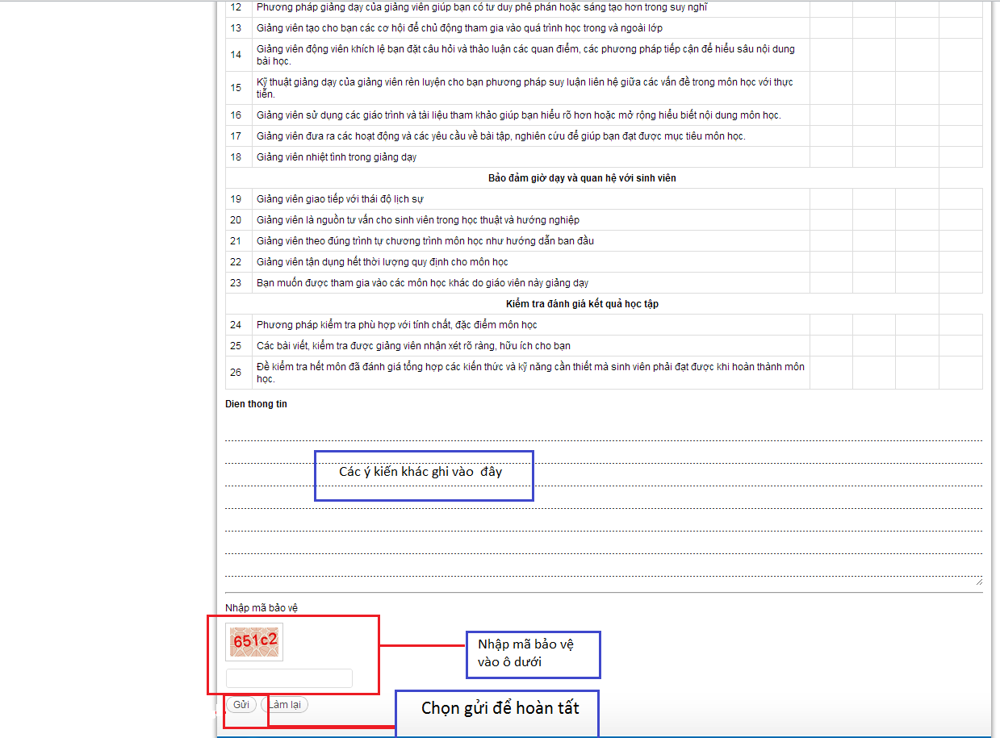 12 Phương pháp giảng dạy của giảng viên giúp bạn có tư duy phê phán hoặc sáng tạo hơn trong suy nghĩ
13 Giảng viên tạo cho bạn các cơ hội để chủ động tham gia vào quá trình học trong và ngoài lớp
14 Giảng viên động viên khích lệ bạn đặt câu hỏi và thảo luận các quan điểm, các phương pháp tiếp cận để hiểu sâu nội dung
bài học.
15 Kỹ thuật giảng dạy của giảng viên rèn luyện cho bạn phương pháp suy luận liên hệ giữa các vấn đề trong môn học với thực
tiễn.
16 Giảng viên sử dụng các giáo trình và tài liệu tham khảo giúp bạn hiểu rõ hơn hoặc mở rộng hiểu biết nội dung môn học.
17 Giảng viên đưa ra các hoạt động và các yêu cầu về bài tập, nghiên cứu để giúp bạn đạt được mục tiêu môn học.
18 Giảng viên nhiệt tình trong giảng dạy
Bảo đảm giờ dạy và quan hệ với sinh viên
19 Giảng viên giao tiếp với thái độ lịch sự
20 Giảng viên là nguồn tư vấn cho sinh viên trong học thuật và hướng nghiệp
21 Giảng viên theo đúng trình tự chương trình môn học như hướng dẫn ban đầu
22 Giảng viên tận dụng hết thời lượng quy định cho môn học
23 Bạn muốn được tham gia vào các môn học khác do giáo viên này giảng dạy
Kiểm tra đánh giá kết quả học tập
24 Phương pháp kiểm tra phù hợp với tính chất, đặc điểm môn học
25 Các bài viết, kiểm tra được giảng viên nhận xét rõ ràng, hữu ích cho bạn
26 Đề kiểm tra hết môn đã đánh giá tổng hợp các kiến thức và kỹ năng cần thiết mà sinh viên phải đạt được khi hoàn thành môn
học.
Dien thong tin
Các ý kiến khác ghi vào đây
Nhập mã bảo vệ
651c2
Nhập mã bảo vệ
vào ô dưới
Gửi Làm lại
Chọn gửi để hoàn tất